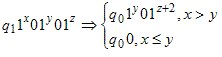 q₁1ˣ01ʸ01ᶻ ⇒ { q₀1ʸ01ᶻ⁺², x > y
q₀0, x ≤ y